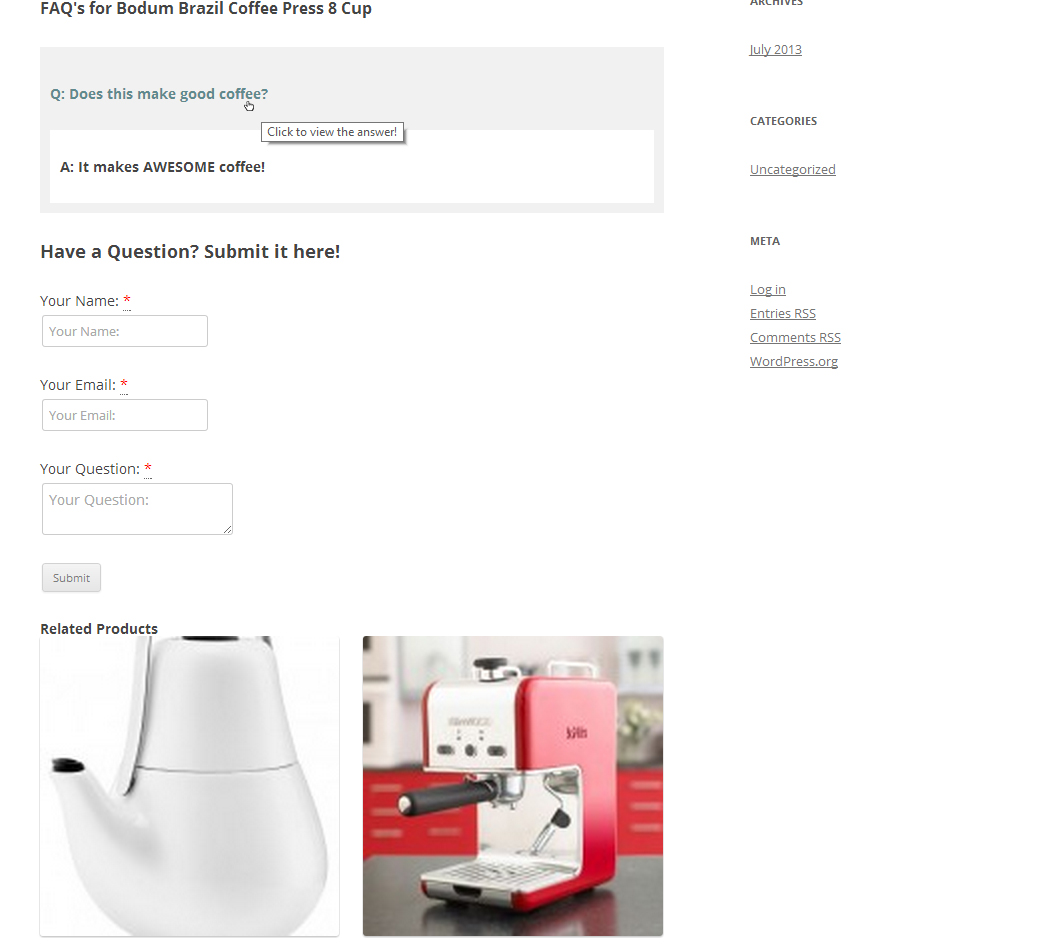 FAQ's for Bodum Brazil Coffee Press 8 Cup
Q: Does this make good coffee?
Click to view the answer!
A: It makes AWESOME coffee!
Have a Question? Submit it here!
Your Name: *
Your Name:
Your Email: *
Your Email:
Your Question: *
Your Question:
Submit
Related Products
KENWOOD
kMix
ARCHIVES
July 2013
CATEGORIES
Uncategorized
META
Log in
Entries RSS
Comments RSS
WordPress.org